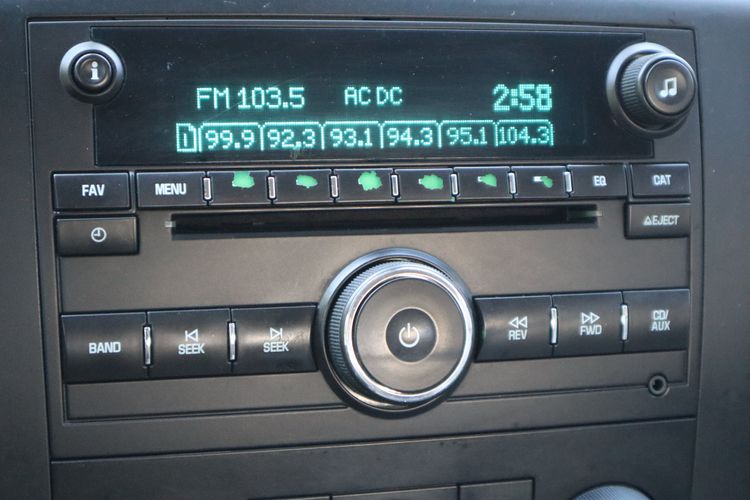 i
FM 103.5 AC DC 2:58
1 99.9 92.3 93.1 94.3 95.1 104.3
FAV MENU EQ CAT
EJECT
BAND SEEK SEEK REV FWD CD/
AUX